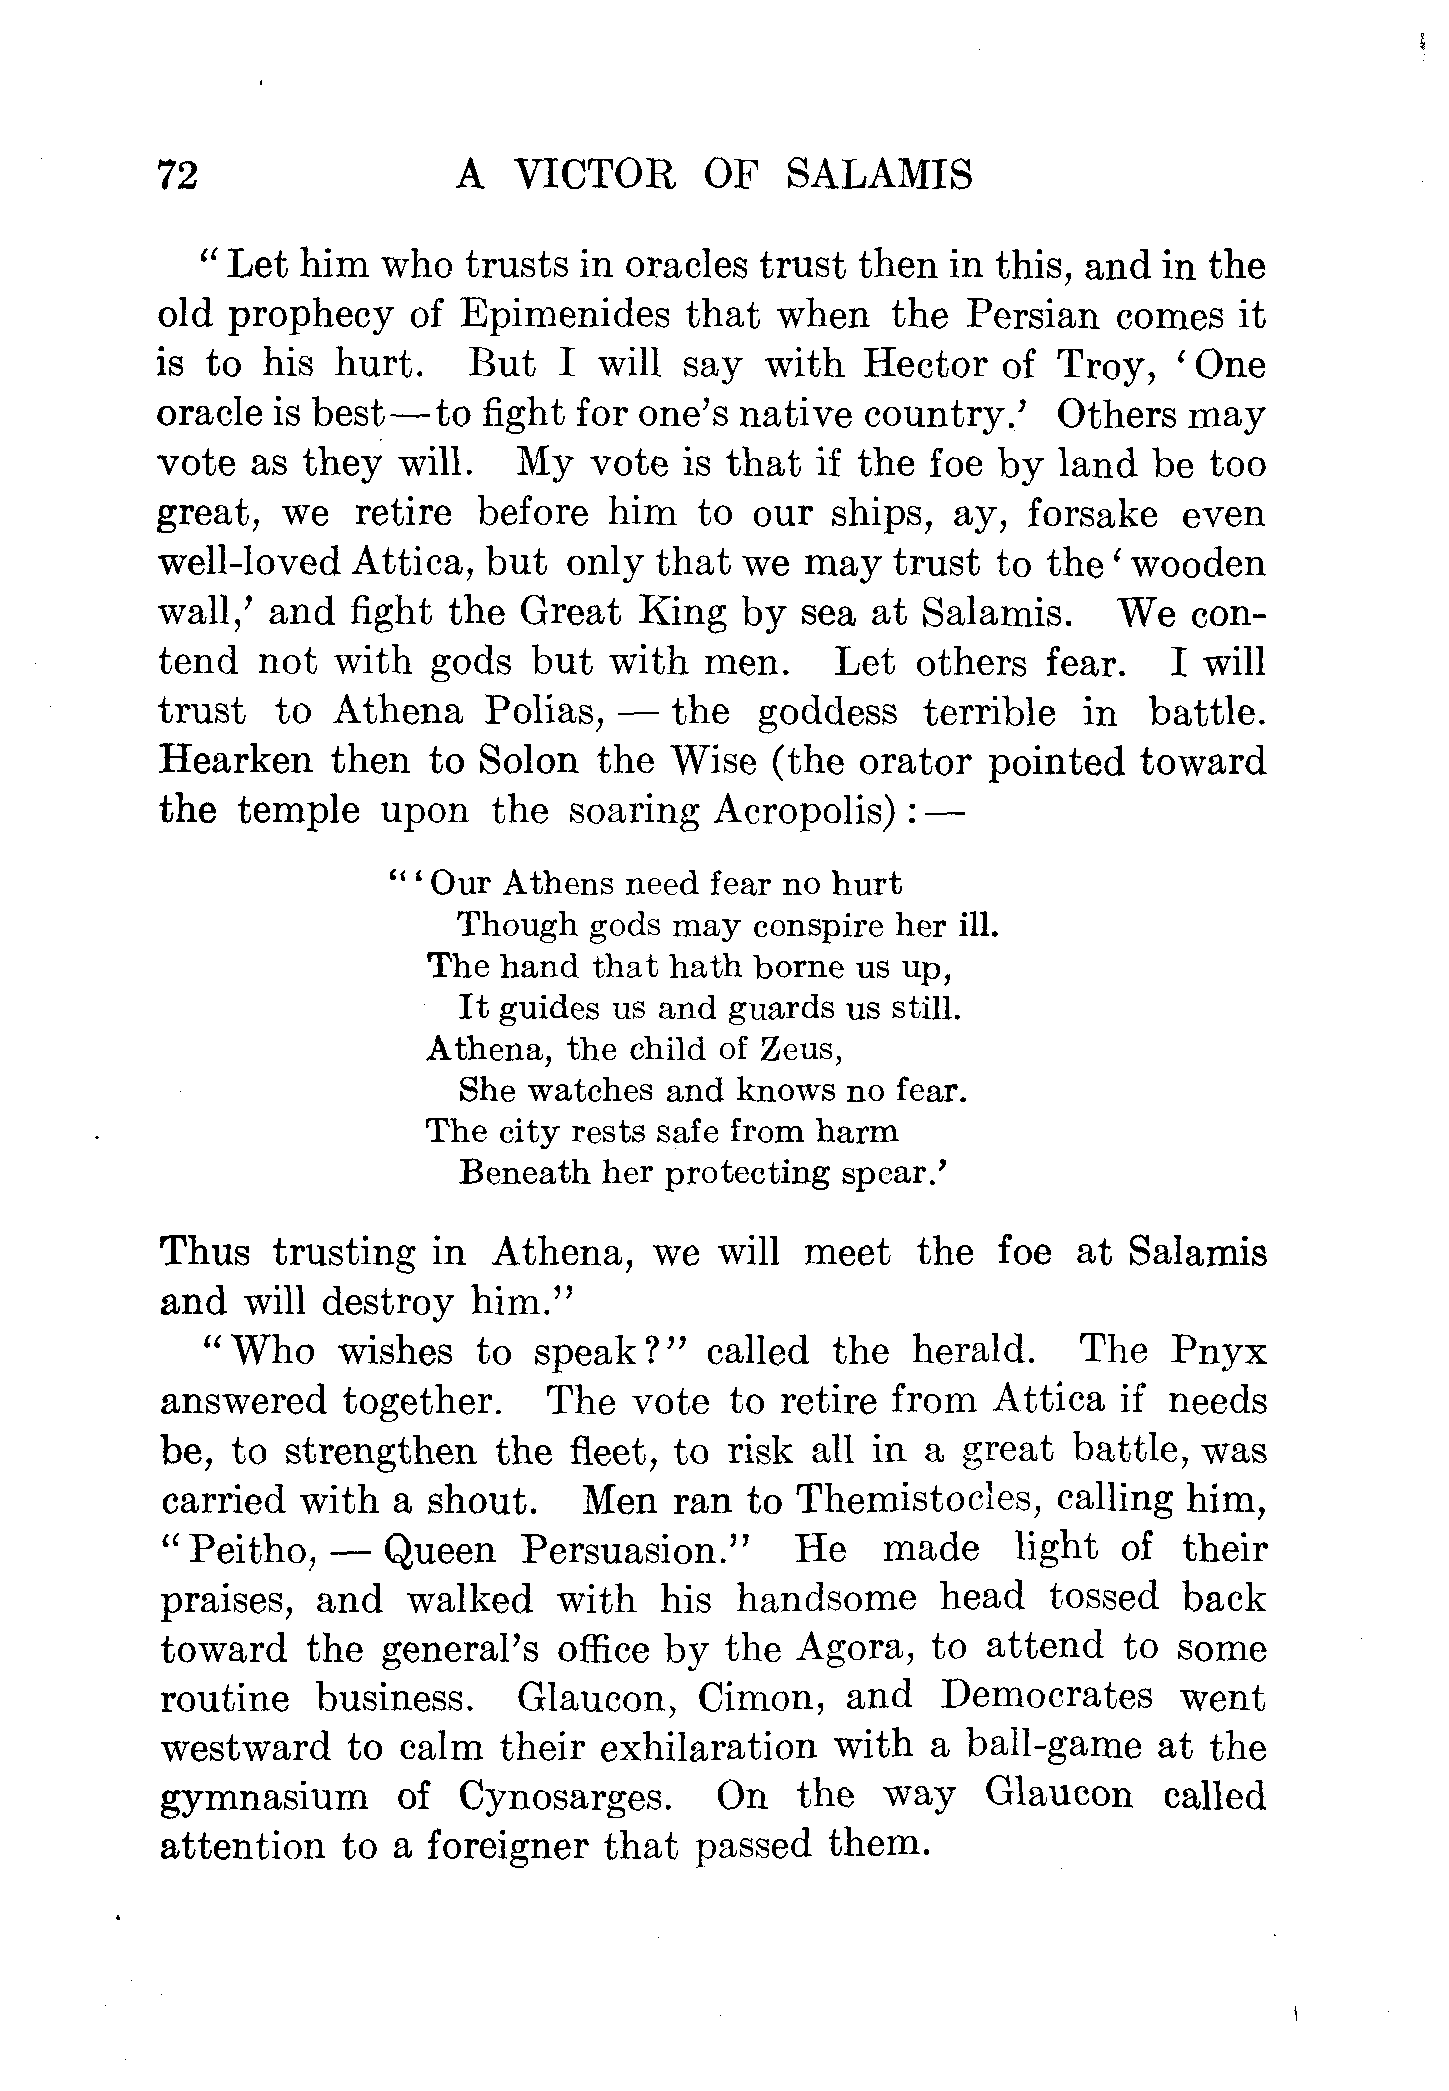 72 A VICTOR OF SALAMIS
“Let him who trusts in oracles trust then in this, and in the
old prophecy of Epimenides that when the Persian comes it
is to his hurt. But I will say with Hector of Troy, ‘One
oracle is best—to fight for one’s native country.’ Others may
vote as they will. My vote is that if the foe by land be too
great, we retire before him to our ships, ay, forsake even
well-loved Attica, but only that we may trust to the ‘wooden
wall,’ and fight the Great King by sea at Salamis. We con-
tend not with gods but with men. Let others fear. I will
trust to Athena Polias, — the goddess terrible in battle.
Hearken then to Solon the Wise (the orator pointed toward
the temple upon the soaring Acropolis) : —
“‘Our Athens need fear no hurt
Though gods may conspire her ill.
The hand that hath borne us up,
It guides us and guards us still.
Athena, the child of Zeus,
She watches and knows no fear.
The city rests safe from harm
Beneath her protecting spear.’
Thus trusting in Athena, we will meet the foe at Salamis
and will destroy him.”
“Who wishes to speak?” called the herald. The Pnyx
answered together. The vote to retire from Attica if needs
be, to strengthen the fleet, to risk all in a great battle, was
carried with a shout. Men ran to Themistocles, calling him,
“Peitho, — Queen Persuasion.” He made light of their
praises, and walked with his handsome head tossed back
toward the general’s office by the Agora, to attend to some
routine business. Glaucon, Cimon, and Democrates went
westward to calm their exhilaration with a ball-game at the
gymnasium of Cynosarges. On the way Glaucon called
attention to a foreigner that passed them.